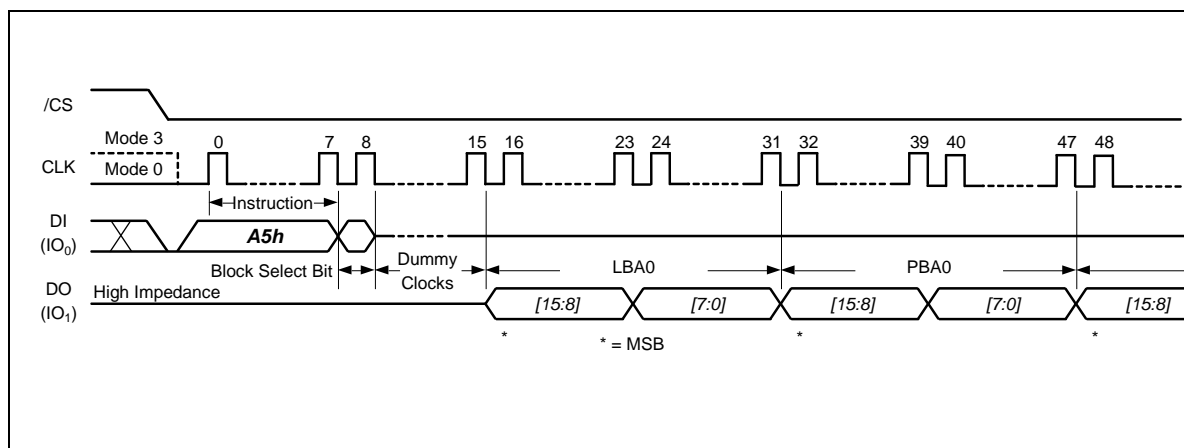 /CS
Mode 3
0 7 8 15 16 23 24 31 32 39 40 47 48
CLK
Mode 0
Instruction
DI
(IO0)
A5h
Block Select Bit
Dummy
Clocks
LBA0
PBA0
DO
(IO1)
High Impedance
[15:8] [7:0] [15:8] [7:0] [15:8]
* * = MSB * *